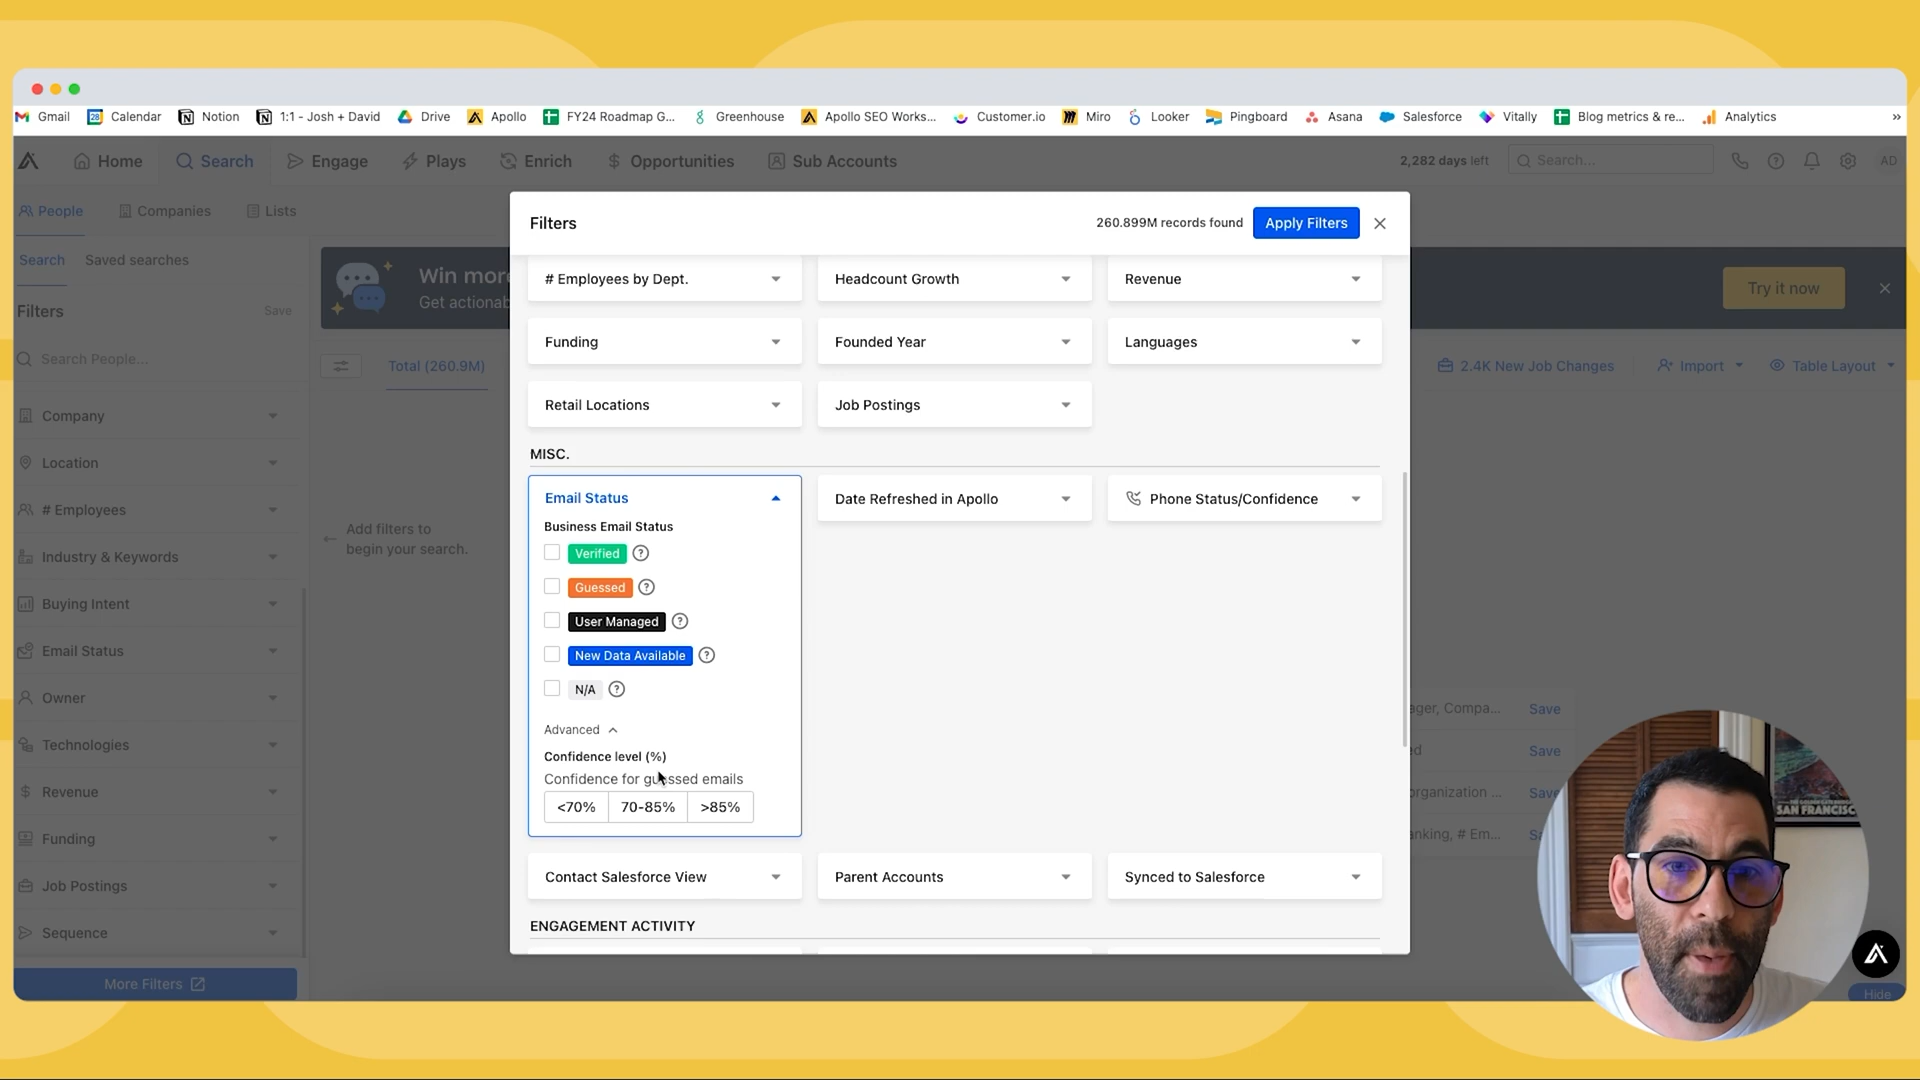 Gmail
Calendar
Notion
1:1 - Josh + David
Drive
Apollo
FY24 Roadmap G...
Greenhouse
Apollo SEO Works...
Customer.io
Miro
Looker
Pingboard
Asana
Salesforce
Vitally
Blog metrics & re...
Analytics
»
Home
Search
Engage
Plays
Enrich
Opportunities
Sub Accounts
2,282 days left
Search...
AD
People
Companies
Lists
Search
Saved searches
Filters
Save
Search People...
Company
Location
# Employees
Industry & Keywords
Buying Intent
Email Status
Owner
Technologies
Revenue
Funding
Job Postings
Sequence
More Filters
Win more
Get actionab
Try it now
Total (260.9M)
2.4K New Job Changes
Import
Table Layout
Add filters to
begin your search.
Filters
260.899M records found
Apply Filters
# Employees by Dept.
Headcount Growth
Revenue
Funding
Founded Year
Languages
Retail Locations
Job Postings
MISC.
Email Status
Date Refreshed in Apollo
Phone Status/Confidence
Business Email Status
Verified
Guessed
User Managed
New Data Available
N/A
Advanced
Confidence level (%)
Confidence for guessed emails
<70%
70-85%
>85%
Contact Salesforce View
Parent Accounts
Synced to Salesforce
ENGAGEMENT ACTIVITY
ager, Compa...
Save
ed
Save
organization ...
Sav
anking, # Em...
SAN FRANCISC
Hide